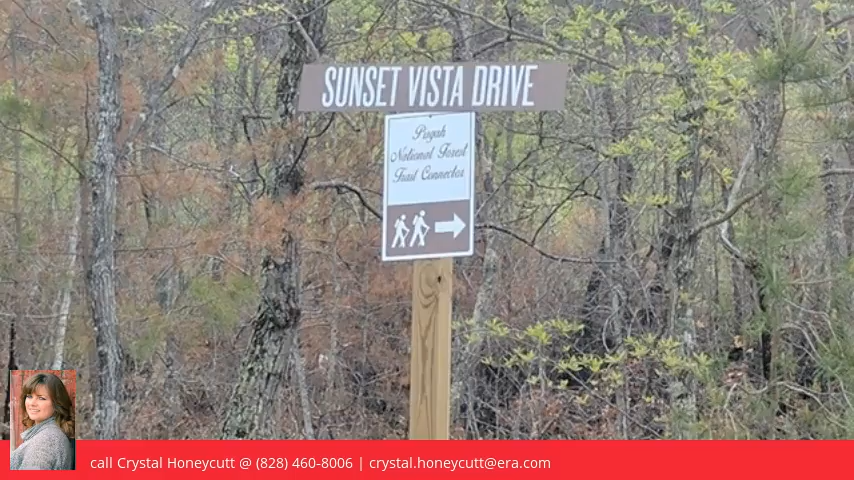 SUNSET VISTA DRIVE
Pisgah
National Forest
Trail Connector
call Crystal Honeycutt @ (828) 460-8006 | crystal.honeycutt@era.com